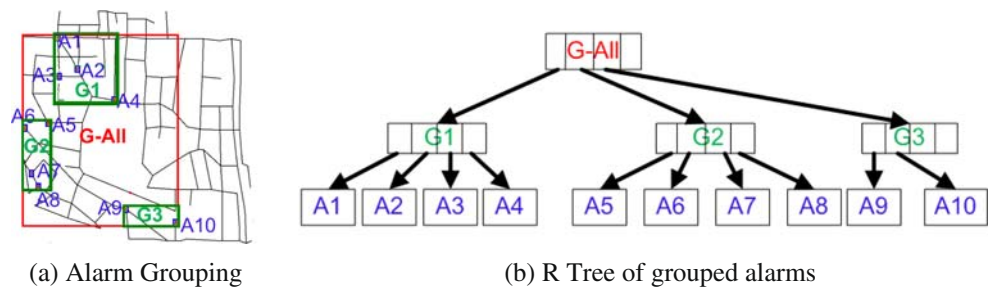 A1
A2
A3
G1
A4
A6
A5
G-All
G2
A7
A8
A9
G3
A10
(a) Alarm Grouping
G-All
G1 G2 G3
A1 A2 A3 A4 A5 A6 A7 A8 A9 A10
(b) R Tree of grouped alarms